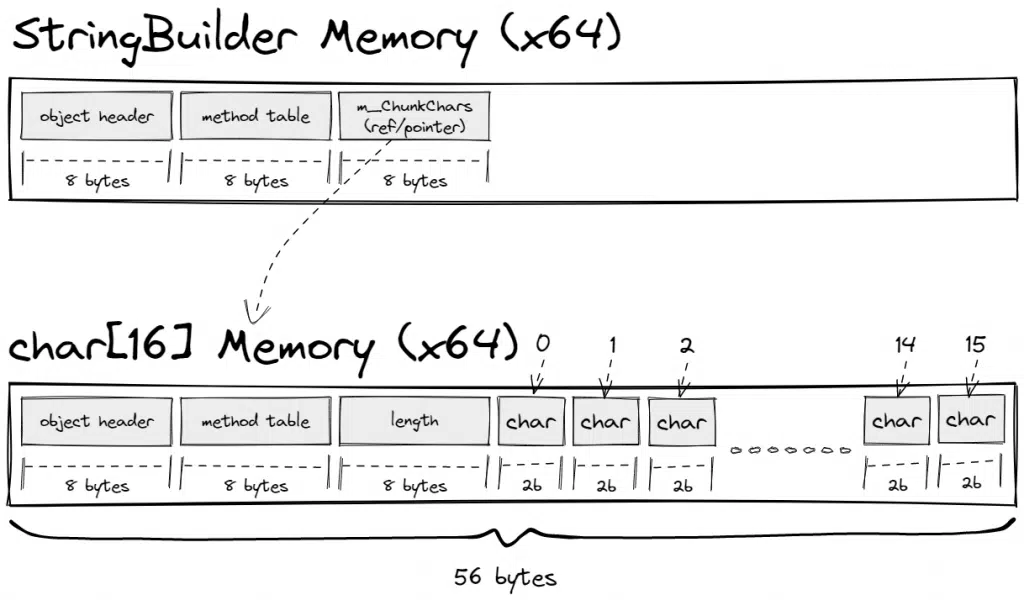 StringBuilder Memory (x64)
object header
method table
m_ChunkChars
(ref/pointer)
8 bytes
8 bytes
8 bytes
char[16] Memory (x64)
0
1
2
14
15
object header
method table
length
char
char
char
char
char
8 bytes
8 bytes
8 bytes
2b
2b
2b
2b
2b
56 bytes